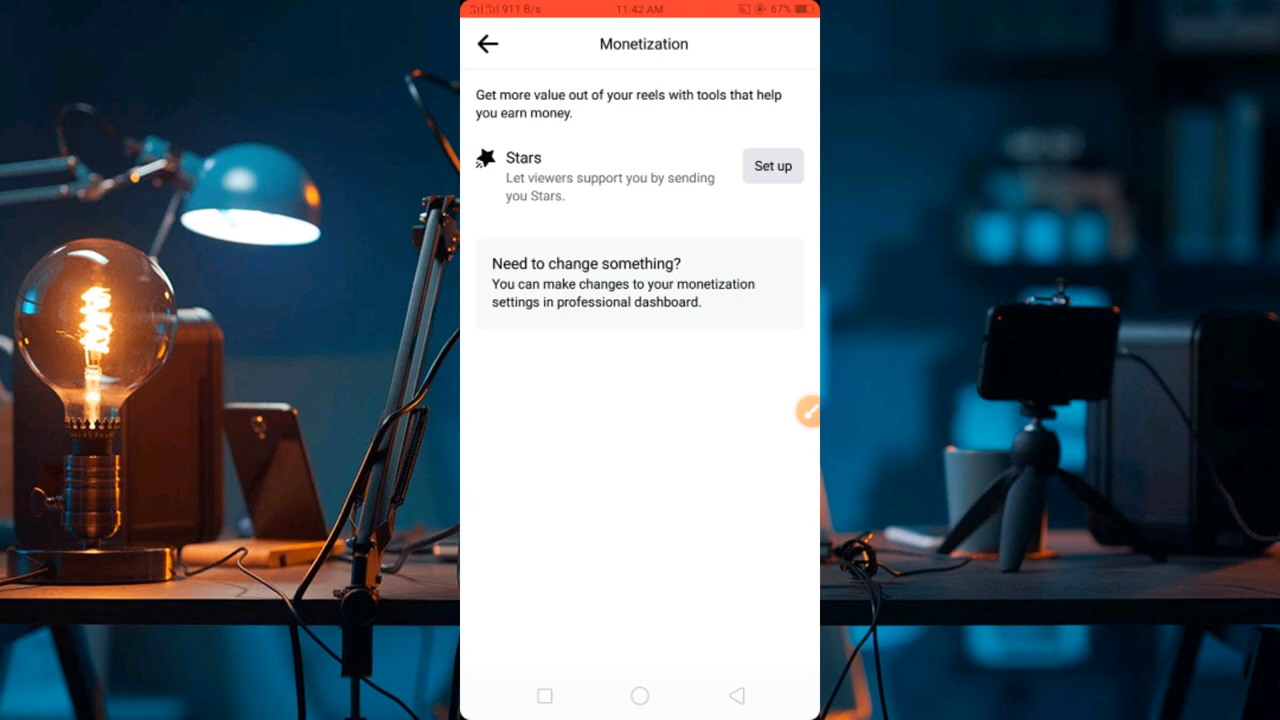 911 B/s 11:42 AM 67%
Monetization
Get more value out of your reels with tools that help
you earn money.
Stars
Let viewers support you by sending
you Stars.
Set up
Need to change something?
You can make changes to your monetization
settings in professional dashboard.